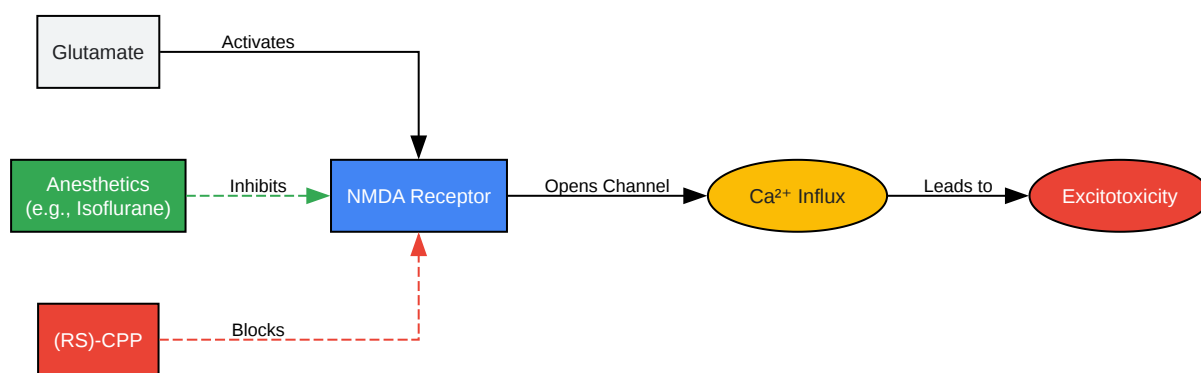 Glutamate
Activates
Anesthetics
(e.g., Isoflurane)
Inhibits
NMDA Receptor
Opens Channel
Ca²⁺ Influx
Leads to
Excitotoxicity
(RS)-CPP
Blocks